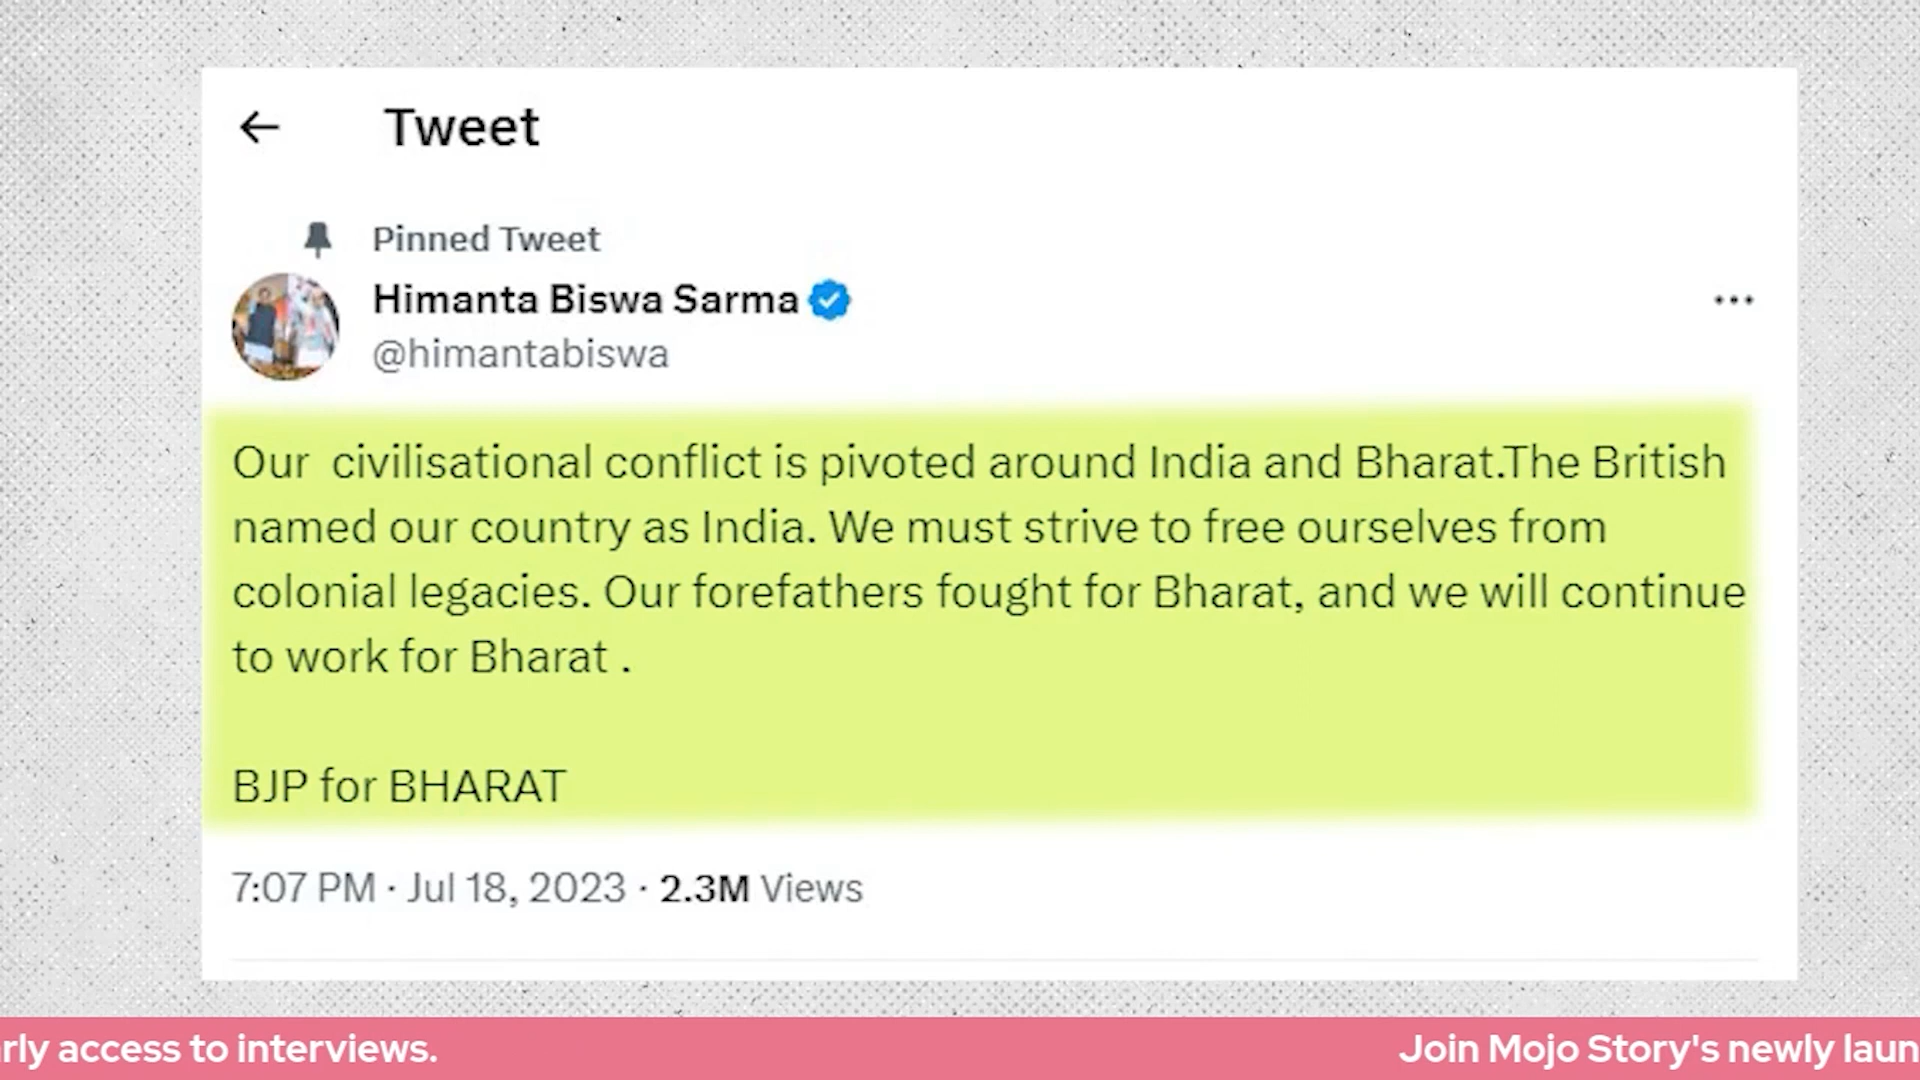 Tweet
Pinned Tweet
Himanta Biswa Sarma
@himantabiswa
Our civilisational conflict is pivoted around India and Bharat.The British
named our country as India. We must strive to free ourselves from
colonial legacies. Our forefathers fought for Bharat, and we will continue
to work for Bharat .
BJP for BHARAT
7:07 PM · Jul 18, 2023 · 2.3M Views
access to interviews. Join Mojo Story's newly